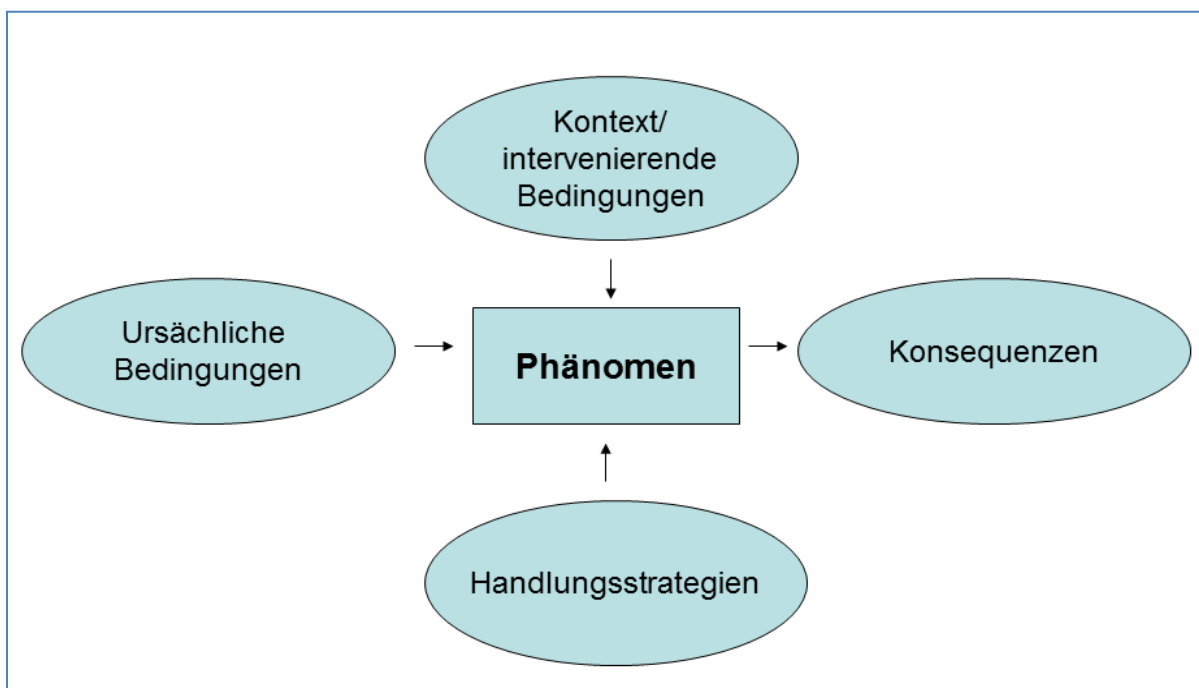 Kontext/
intervenierende
Bedingungen
Ursächliche
Bedingungen
Phänomen
Konsequenzen
Handlungsstrategien